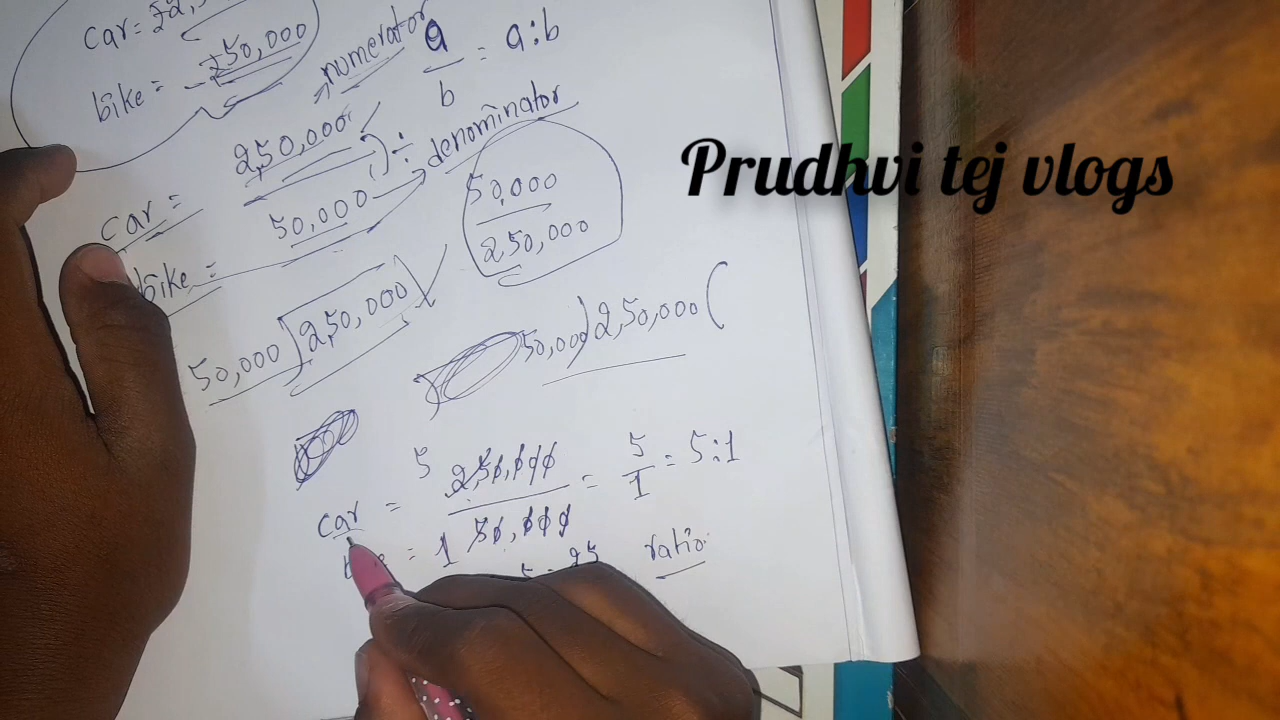 car = ₹2,
bike = ₹50,000
numerator
a
b
= a:b
car =
2,50,000
÷
denominator
bike =
50,000
50,000
250,000
50,000)2,50,000(
50,000)2,50,000(
car = 5 2,50,000 = 5/1 = 5:1
= 1 50,000
ratio
25
Prudhvi tej vlogs